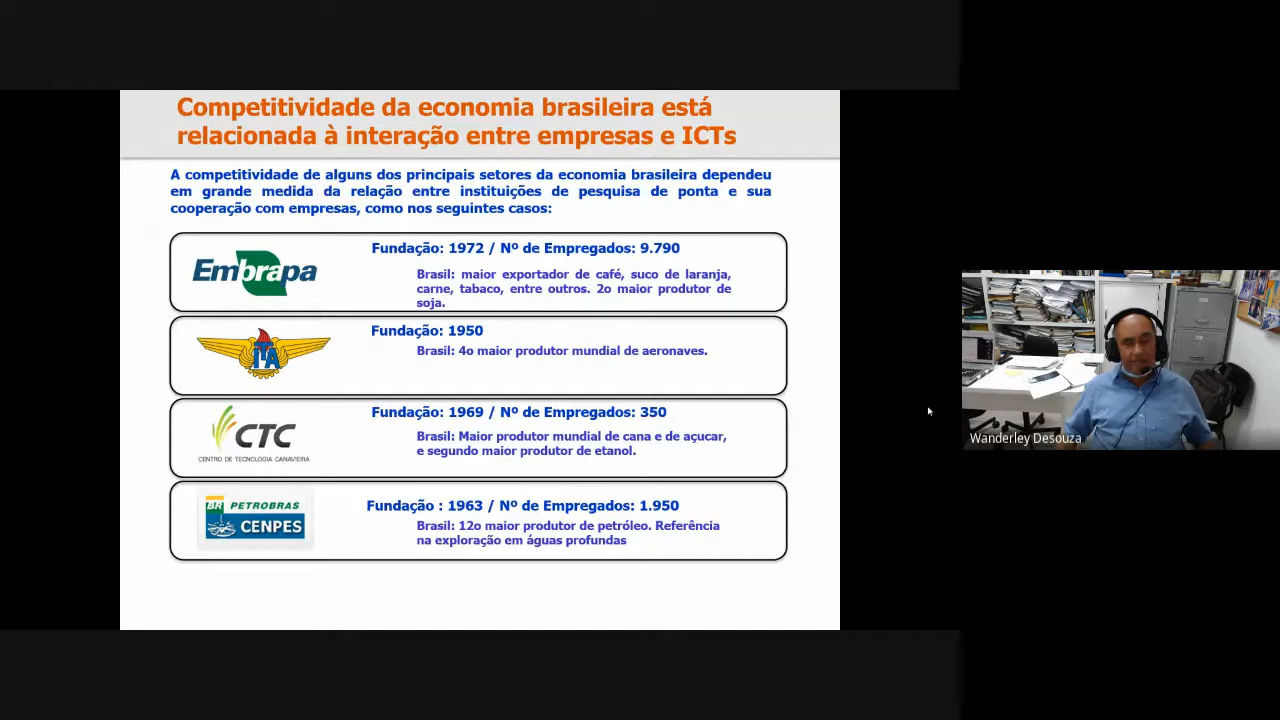 Competitividade da economia brasileira está
relacionada à interação entre empresas e ICTs
A competitividade de alguns dos principais setores da economia brasileira dependeu
em grande medida da relação entre instituições de pesquisa de ponta e sua
cooperação com empresas, como nos seguintes casos:
Embrapa
Fundação: 1972 / Nº de Empregados: 9.790
Brasil: maior exportador de café, suco de laranja,
carne, tabaco, entre outros. 2o maior produtor de
soja.
ITA
Fundação: 1950
Brasil: 4o maior produtor mundial de aeronaves.
CTC
CENTRO DE TECNOLOGIA CANAVIEIRA
Fundação: 1969 / Nº de Empregados: 350
Brasil: Maior produtor mundial de cana e de açucar,
e segundo maior produtor de etanol.
BR PETROBRAS
CENPES
Fundação : 1963 / Nº de Empregados: 1.950
Brasil: 12o maior produtor de petróleo. Referência
na exploração em águas profundas
Wanderley Desouza